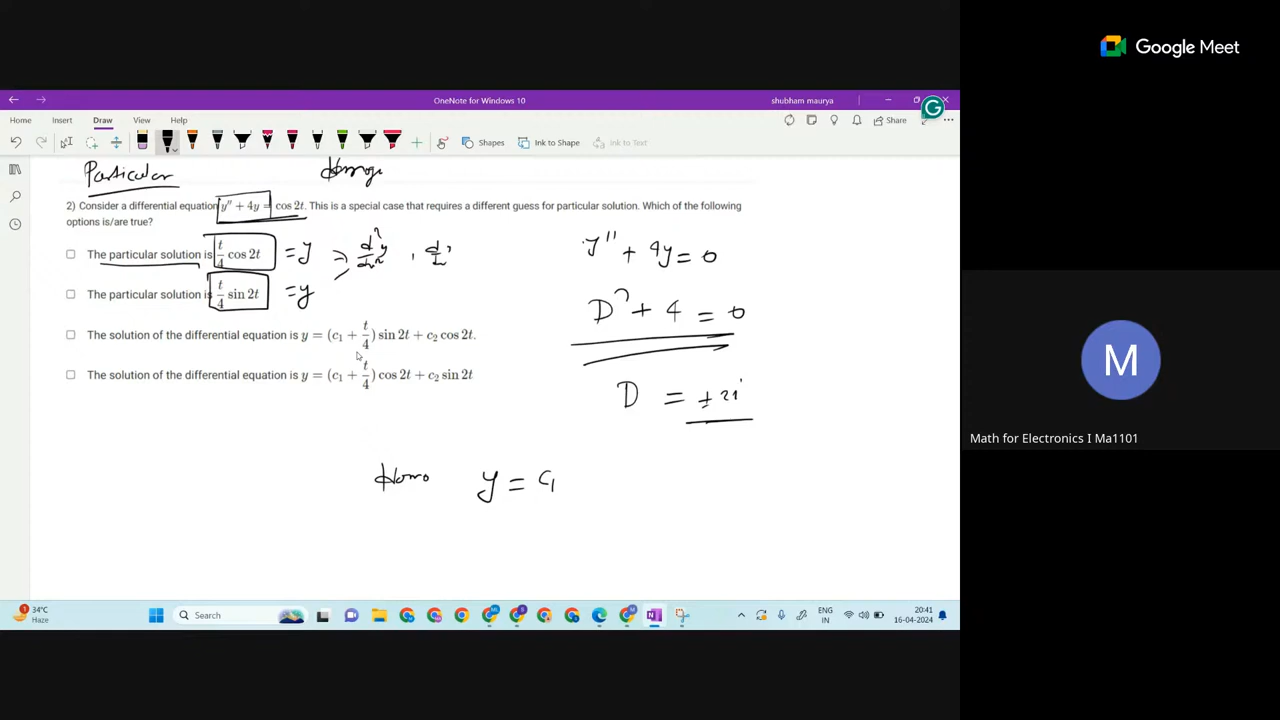 Google Meet
OneNote for Windows 10
shubham maurya
Home Insert Draw View Help
Share
Shapes Ink to Shape Ink to Text
Particular
2) Consider a differential equation y'' + 4y = cos 2t. This is a special case that requires a different guess for particular solution. Which of the following
options is/are true?
The particular solution is t/4 cos 2t = y
The particular solution is t/4 sin 2t = y
The solution of the differential equation is y = (c₁ + t/4) sin 2t + c₂ cos 2t.
The solution of the differential equation is y = (c₁ + t/4) cos 2t + c₂ sin 2t
y'' + 4y = 0
D² + 4 = 0
D = ±2i
Homo y = c₁
M
Math for Electronics I Ma1101
34°C
Haze
Search
ENG
IN
20:41
16-04-2024